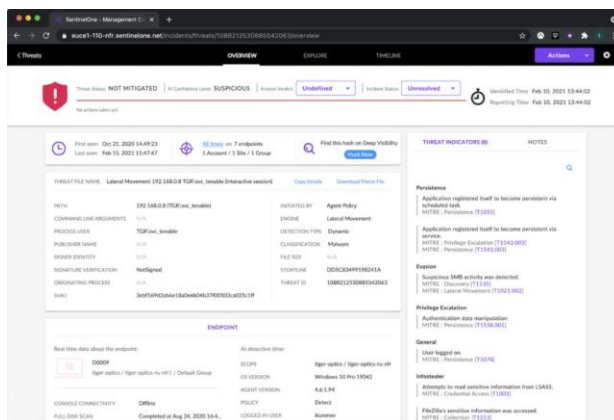 SentinelOne - Management Co
euce1-110-nfr.sentinelone.net/incidents/threats/1088212530885542063/overview
Threats
OVERVIEW
EXPLORE
TIMELINE
Actions
Threat Status: NOT MITIGATED
AI Confidence Level: SUSPICIOUS
Analyst Verdict: Undefined
Incident Status: Unresolved
Identified Time Feb 10, 2021 13:44:02
Reporting Time Feb 10, 2021 13:44:02
No actions taken yet
First seen Oct 21, 2020 14:49:23
Last seen Feb 15, 2021 11:47:47
48 times on 7 endpoints
1 Account / 1 Site / 1 Group
Find this hash on Deep Visibility
Hunt Now
THREAT FILE NAME Lateral Movement 192.168.0.8 TGR\svc_tenable (interactive session)
Copy Details
Download Threat File
PATH 192.168.0.8 (TGR\svc_tenable)
COMMAND LINE ARGUMENTS N/A
PROCESS USER TGR\svc_tenable
PUBLISHER NAME N/A
SIGNER IDENTITY N/A
SIGNATURE VERIFICATION NotSigned
ORIGINATING PROCESS N/A
SHA1
INITIATED BY Agent Policy
ENGINE Lateral Movement
DETECTION TYPE Dynamic
CLASSIFICATION Malware
FILE SIZE N/A
STORYLINE DD5C83499198241A
THREAT ID 1088212530885542063
ENDPOINT
Real-time data about the endpoint:
D0009
tiger-optics / tiger-optics-ny-nfr1 / Default Group
CONSOLE CONNECTIVITY Offline
FULL DISK SCAN Completed at Aug 24, 2020 16:4...
At detection time:
SCOPE tiger-optics / tiger-optics-ny-nfr
OS VERSION Windows 10 Pro 19042
AGENT VERSION 4.6.1.94
POLICY Detect
LOGGED IN USER
THREAT INDICATORS (8)
NOTES
Persistence
Application registered itself to become persistent via
scheduled task.
MITRE : Persistence [T1053]
Application registered itself to become persistent via
service.
MITRE : Privilege Escalation [T1543.003]
MITRE : Persistence [T1543.003]
Evasion
Suspicious SMB activity was detected.
MITRE : Discovery [T1135]
MITRE : Lateral Movement [T1021.002]
Privilege Escalation
Authentication data manipulation.
MITRE : Persistence [T1558.001]
General
User logged on.
MITRE : Persistence [T1078]
Infostealer
Attempts to read sensitive information from LSASS.
MITRE : Credential Access [T1003]
FileZilla's sensitive information was accessed.
MITRE : Collection [T1213]